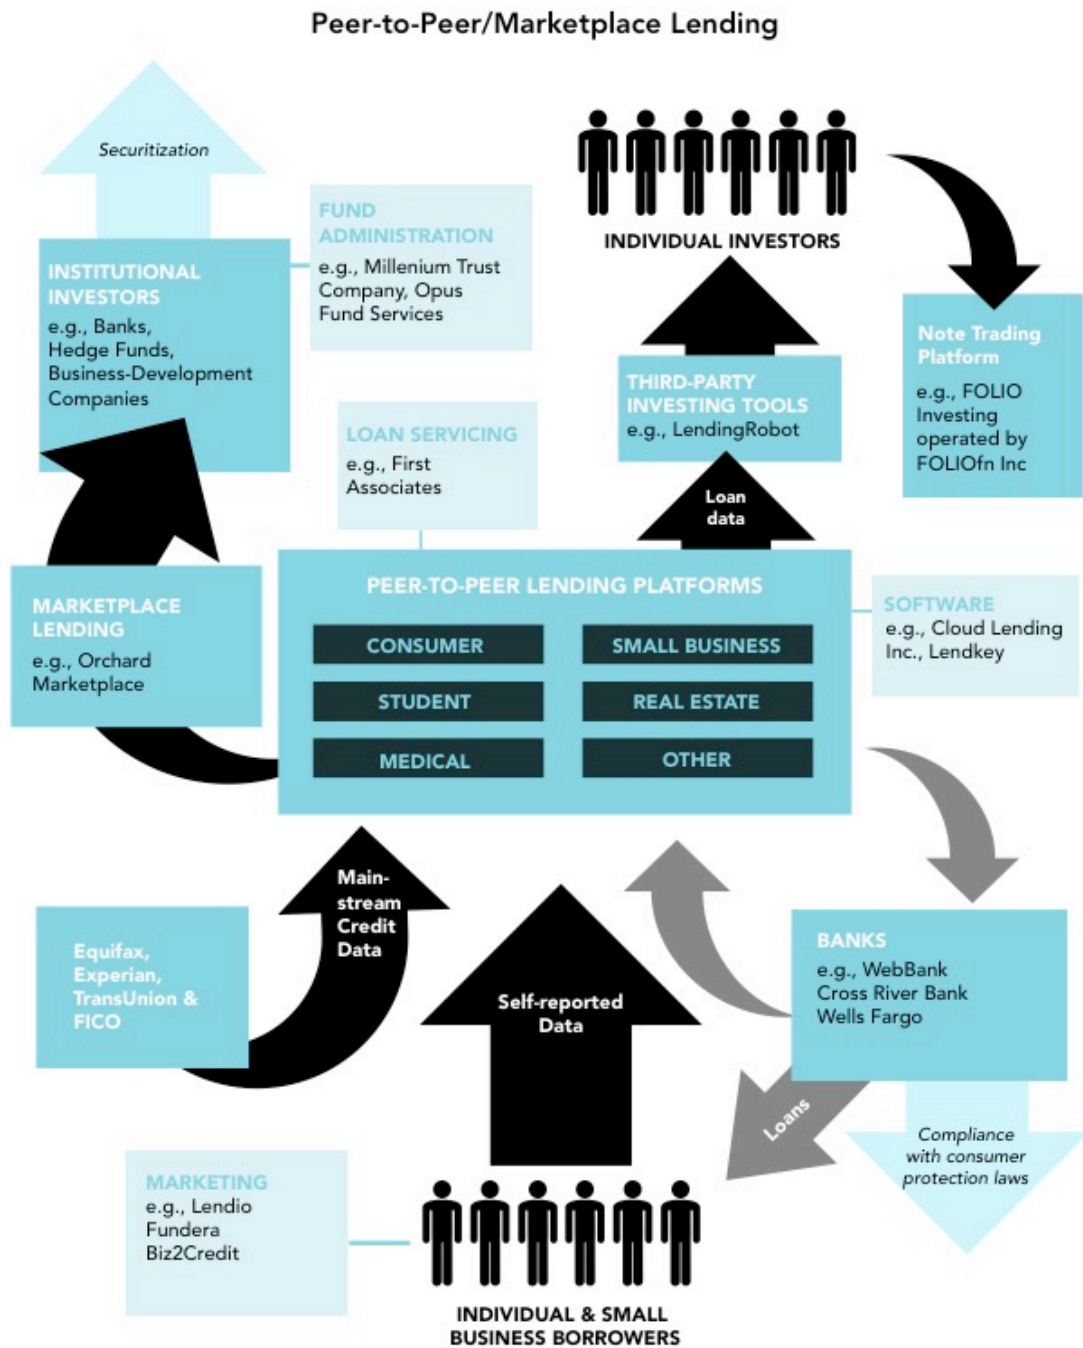 Peer-to-Peer/Marketplace Lending
Securitization
INSTITUTIONAL
INVESTORS
e.g., Banks,
Hedge Funds,
Business-Development
Companies
FUND
ADMINISTRATION
e.g., Millenium Trust
Company, Opus
Fund Services
INDIVIDUAL INVESTORS
Note Trading
Platform
e.g., FOLIO
Investing
operated by
FOLIOfn Inc
THIRD-PARTY
INVESTING TOOLS
e.g., LendingRobot
LOAN SERVICING
e.g., First
Associates
Loan
data
MARKETPLACE
LENDING
e.g., Orchard
Marketplace
PEER-TO-PEER LENDING PLATFORMS
CONSUMER
SMALL BUSINESS
STUDENT
REAL ESTATE
MEDICAL
OTHER
SOFTWARE
e.g., Cloud Lending
Inc., Lendkey
Main-
stream
Credit
Data
Equifax,
Experian,
TransUnion &
FICO
Self-reported
Data
BANKS
e.g., WebBank
Cross River Bank
Wells Fargo
Loans
Compliance
with consumer
protection laws
MARKETING
e.g., Lendio
Fundera
Biz2Credit
INDIVIDUAL & SMALL
BUSINESS BORROWERS